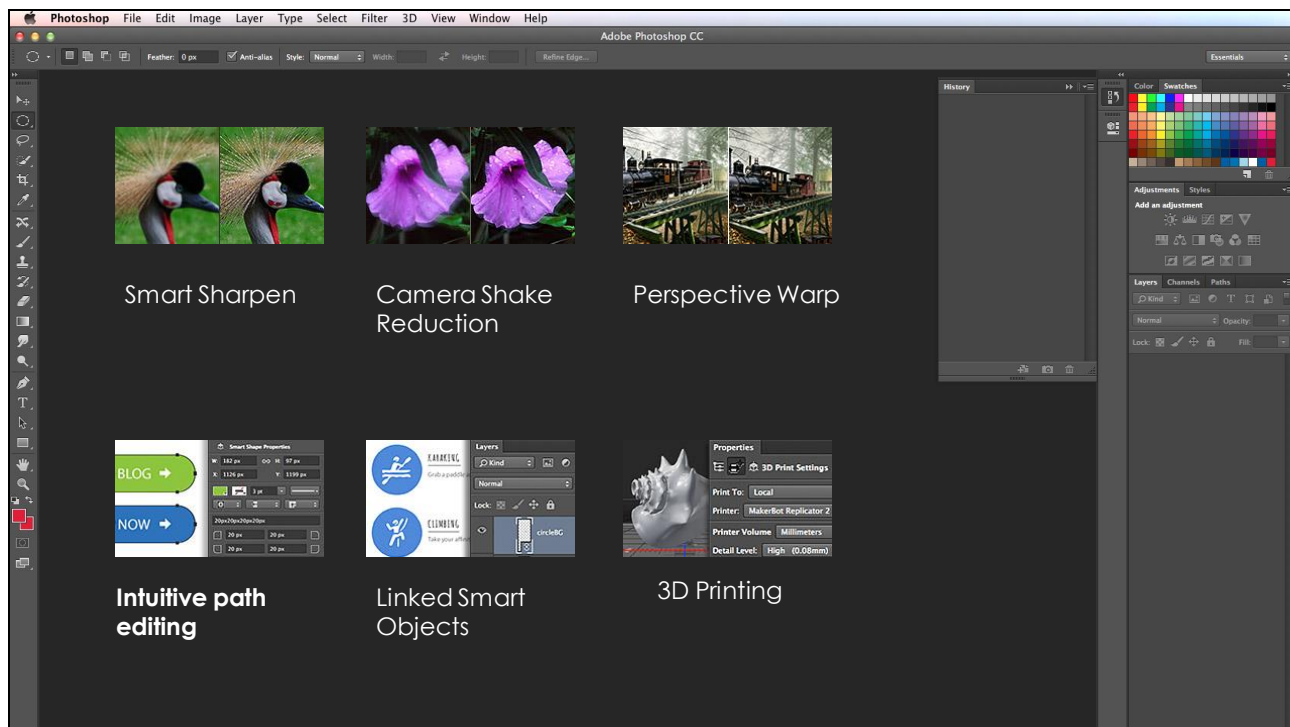 Photoshop File Edit Image Layer Type Select Filter 3D View Window Help
Adobe Photoshop CC
Feather: 0 px Anti-alias Style: Normal Width: Height: Refine Edge... Essentials
History
Color Swatches
Adjustments Styles
Add an adjustment
Layers Channels Paths
Kind
Normal Opacity:
Lock: Fill:
Smart Sharpen
Camera Shake
Reduction
Perspective Warp
BLOG
NOW
Smart Shape Properties
W: 182 px H: 97 px
X: 1126 px Y: 1199 px
3 pt
20px20px20px20px
20 px 20 px
20 px 20 px
KAYAKING
Grab a paddle
CLIMBING
Take your
Layers
Kind
Normal
Lock:
circleBG
Properties
3D Print Settings
Print To: Local
Printer: MakerBot Replicator 2
Printer Volume Millimeters
Detail Level: High (0.08mm)
Intuitive path
editing
Linked Smart
Objects
3D Printing